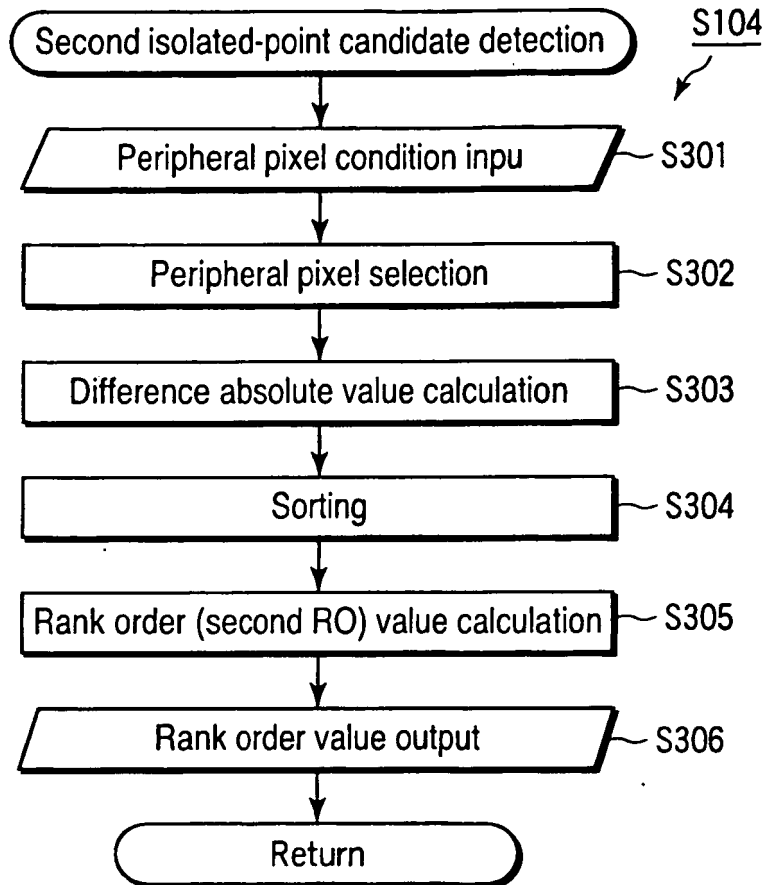 Second isolated-point candidate detection
S104
Peripheral pixel condition inpu
S301
Peripheral pixel selection
S302
Difference absolute value calculation
S303
Sorting
S304
Rank order (second RO) value calculation
S305
Rank order value output
S306
Return